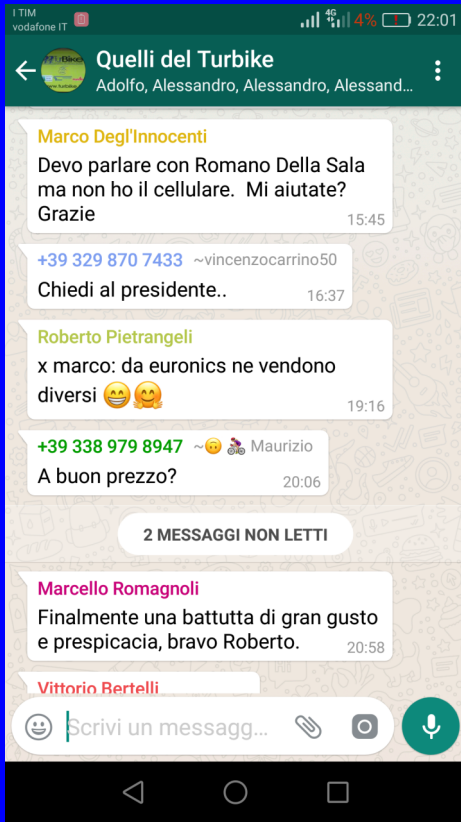 I TIM
vodafone IT
4G
4%
22:01
Quelli del Turbike
Adolfo, Alessandro, Alessandro, Alessand...
Marco Degl'Innocenti
Devo parlare con Romano Della Sala
ma non ho il cellulare. Mi aiutate?
Grazie
15:45
+39 329 870 7433 ~vincenzocarrino50
Chiedi al presidente..
16:37
Roberto Pietrangeli
x marco: da euronics ne vendono
diversi 😁🤗
19:16
+39 338 979 8947 ~🙃 🚴 Maurizio
A buon prezzo?
20:06
2 MESSAGGI NON LETTI
Marcello Romagnoli
Finalmente una battutta di gran gusto
e prespicacia, bravo Roberto.
20:58
Vittorio Bertelli
Scrivi un messagg...